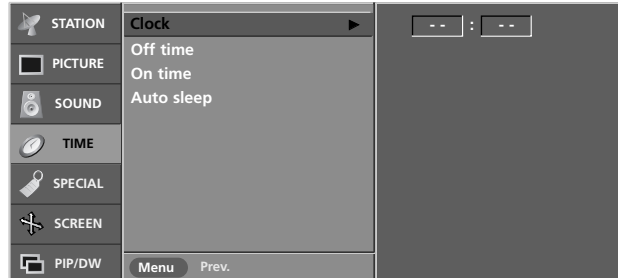 STATION
PICTURE
SOUND
TIME
SPECIAL
SCREEN
PIP/DW
Clock ►
Off time
On time
Auto sleep
Menu Prev.
- - : - -